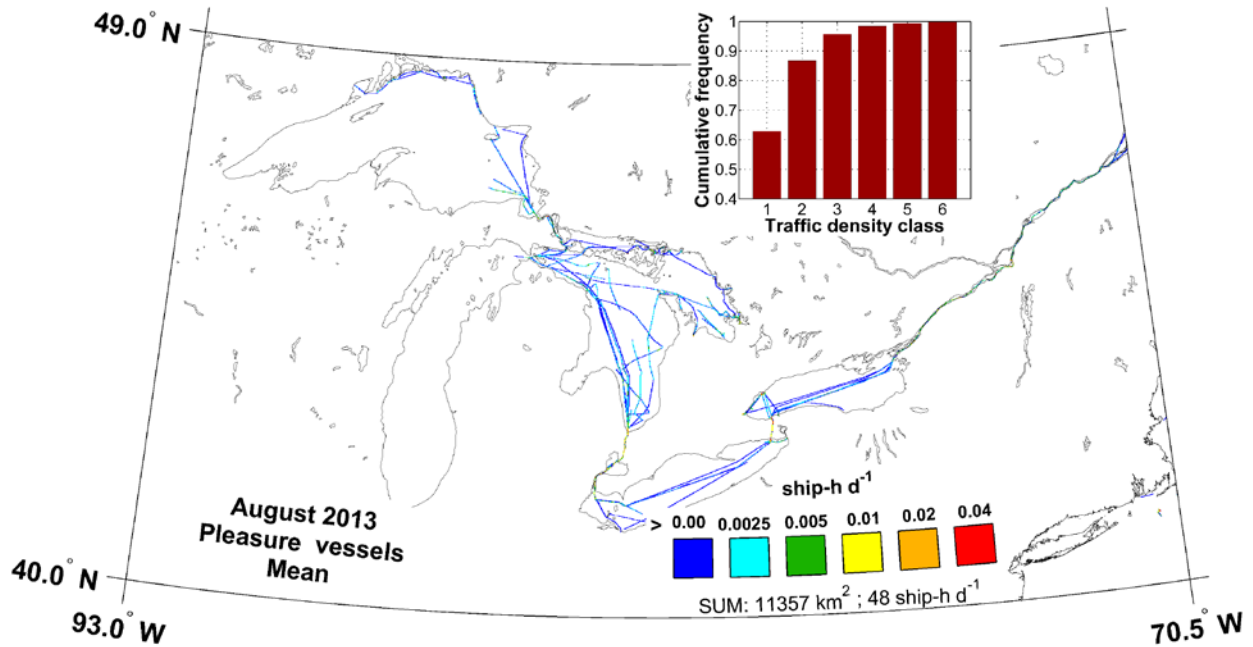 49.0° N
1
0.9
0.8
0.7
0.6
0.5
0.4
Cumulative frequency
1 2 3 4 5 6
Traffic density class
August 2013
Pleasure vessels
Mean
ship-h d⁻¹
> 0.00 0.0025 0.005 0.01 0.02 0.04
SUM: 11357 km² ; 48 ship-h d⁻¹
40.0° N
93.0° W
70.5° W